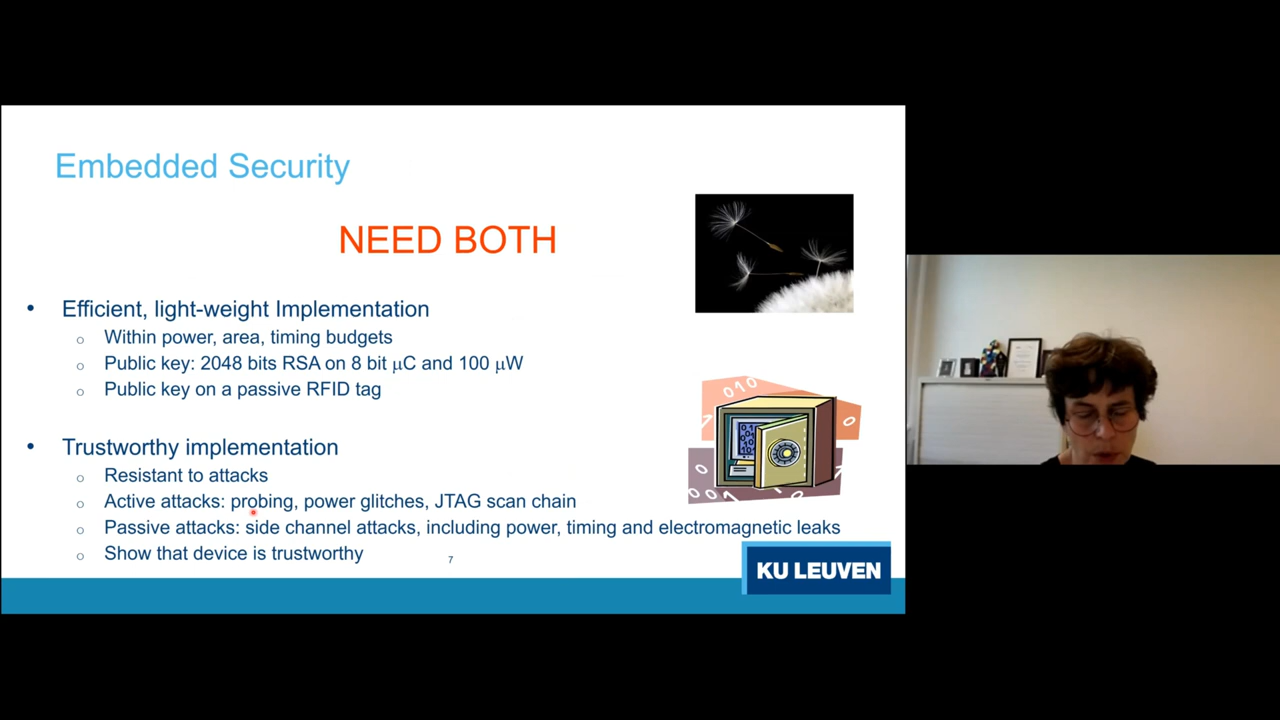 Embedded Security
NEED BOTH
• Efficient, light-weight Implementation
o Within power, area, timing budgets
o Public key: 2048 bits RSA on 8 bit μC and 100 μW
o Public key on a passive RFID tag
• Trustworthy implementation
o Resistant to attacks
o Active attacks: probing, power glitches, JTAG scan chain
o Passive attacks: side channel attacks, including power, timing and electromagnetic leaks
o Show that device is trustworthy
7
KU LEUVEN